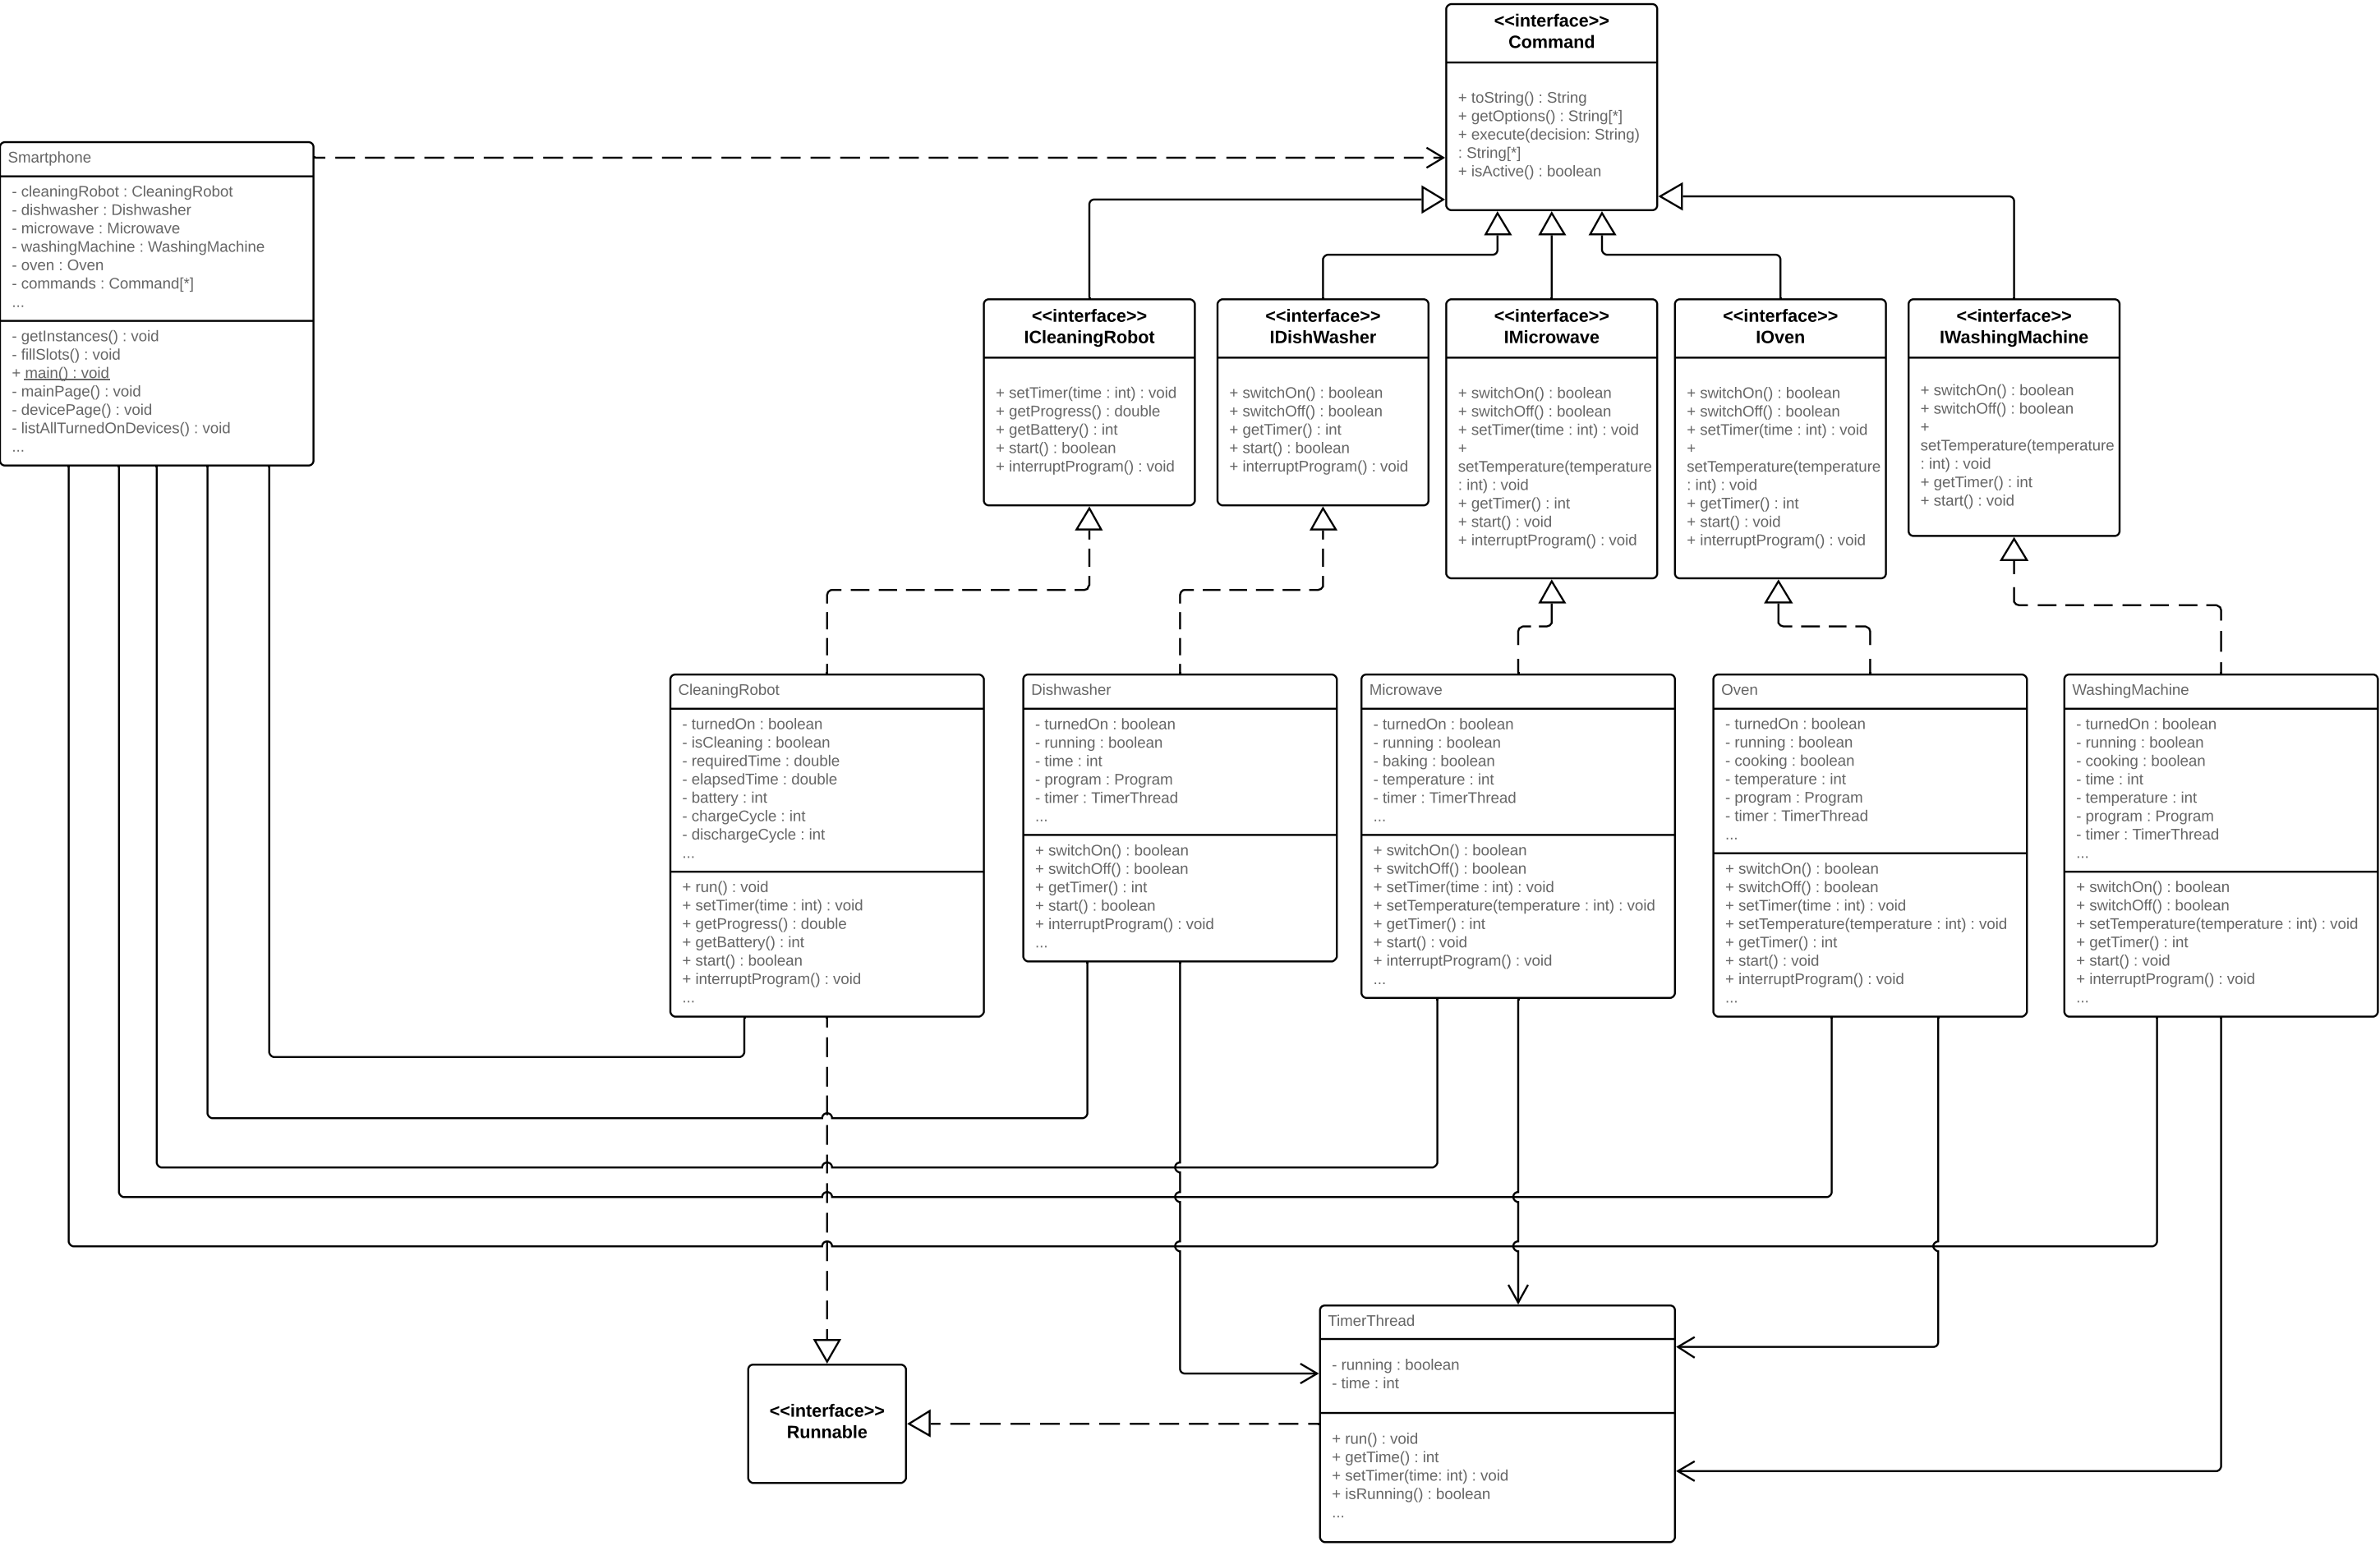 <<interface>>
Command
+ toString() : String
+ getOptions() : String[*]
+ execute(decision: String)
: String[*]
+ isActive() : boolean
Smartphone
- cleaningRobot : CleaningRobot
- dishwasher : Dishwasher
- microwave : Microwave
- washingMachine : WashingMachine
- oven : Oven
- commands : Command[*]
...
- getInstances() : void
- fillSlots() : void
+ main() : void
- mainPage() : void
- devicePage() : void
- listAllTurnedOnDevices() : void
...
<<interface>>
ICleaningRobot
+ setTimer(time : int) : void
+ getProgress() : double
+ getBattery() : int
+ start() : boolean
+ interruptProgram() : void
<<interface>>
IDishWasher
+ switchOn() : boolean
+ switchOff() : boolean
+ getTimer() : int
+ start() : boolean
+ interruptProgram() : void
<<interface>>
IMicrowave
+ switchOn() : boolean
+ switchOff() : boolean
+ setTimer(time : int) : void
+
setTemperature(temperature
: int) : void
+ getTimer() : int
+ start() : void
+ interruptProgram() : void
<<interface>>
IOven
+ switchOn() : boolean
+ switchOff() : boolean
+ setTimer(time : int) : void
+
setTemperature(temperature
: int) : void
+ getTimer() : int
+ start() : void
+ interruptProgram() : void
<<interface>>
IWashingMachine
+ switchOn() : boolean
+ switchOff() : boolean
+
setTemperature(temperature
: int) : void
+ getTimer() : int
+ start() : void
CleaningRobot
- turnedOn : boolean
- isCleaning : boolean
- requiredTime : double
- elapsedTime : double
- battery : int
- chargeCycle : int
- dischargeCycle : int
...
+ run() : void
+ setTimer(time : int) : void
+ getProgress() : double
+ getBattery() : int
+ start() : boolean
+ interruptProgram() : void
...
Dishwasher
- turnedOn : boolean
- running : boolean
- time : int
- program : Program
- timer : TimerThread
...
+ switchOn() : boolean
+ switchOff() : boolean
+ getTimer() : int
+ start() : boolean
+ interruptProgram() : void
...
Microwave
- turnedOn : boolean
- running : boolean
- baking : boolean
- temperature : int
- timer : TimerThread
...
+ switchOn() : boolean
+ switchOff() : boolean
+ setTimer(time : int) : void
+ setTemperature(temperature : int) : void
+ getTimer() : int
+ start() : void
+ interruptProgram() : void
...
Oven
- turnedOn : boolean
- running : boolean
- cooking : boolean
- temperature : int
- program : Program
- timer : TimerThread
...
+ switchOn() : boolean
+ switchOff() : boolean
+ setTimer(time : int) : void
+ setTemperature(temperature : int) : void
+ getTimer() : int
+ start() : void
+ interruptProgram() : void
...
WashingMachine
- turnedOn : boolean
- running : boolean
- cooking : boolean
- time : int
- temperature : int
- program : Program
- timer : TimerThread
...
+ switchOn() : boolean
+ switchOff() : boolean
+ setTemperature(temperature : int) : void
+ getTimer() : int
+ start() : void
+ interruptProgram() : void
...
<<interface>>
Runnable
TimerThread
- running : boolean
- time : int
+ run() : void
+ getTime() : int
+ setTimer(time: int) : void
+ isRunning() : boolean
...